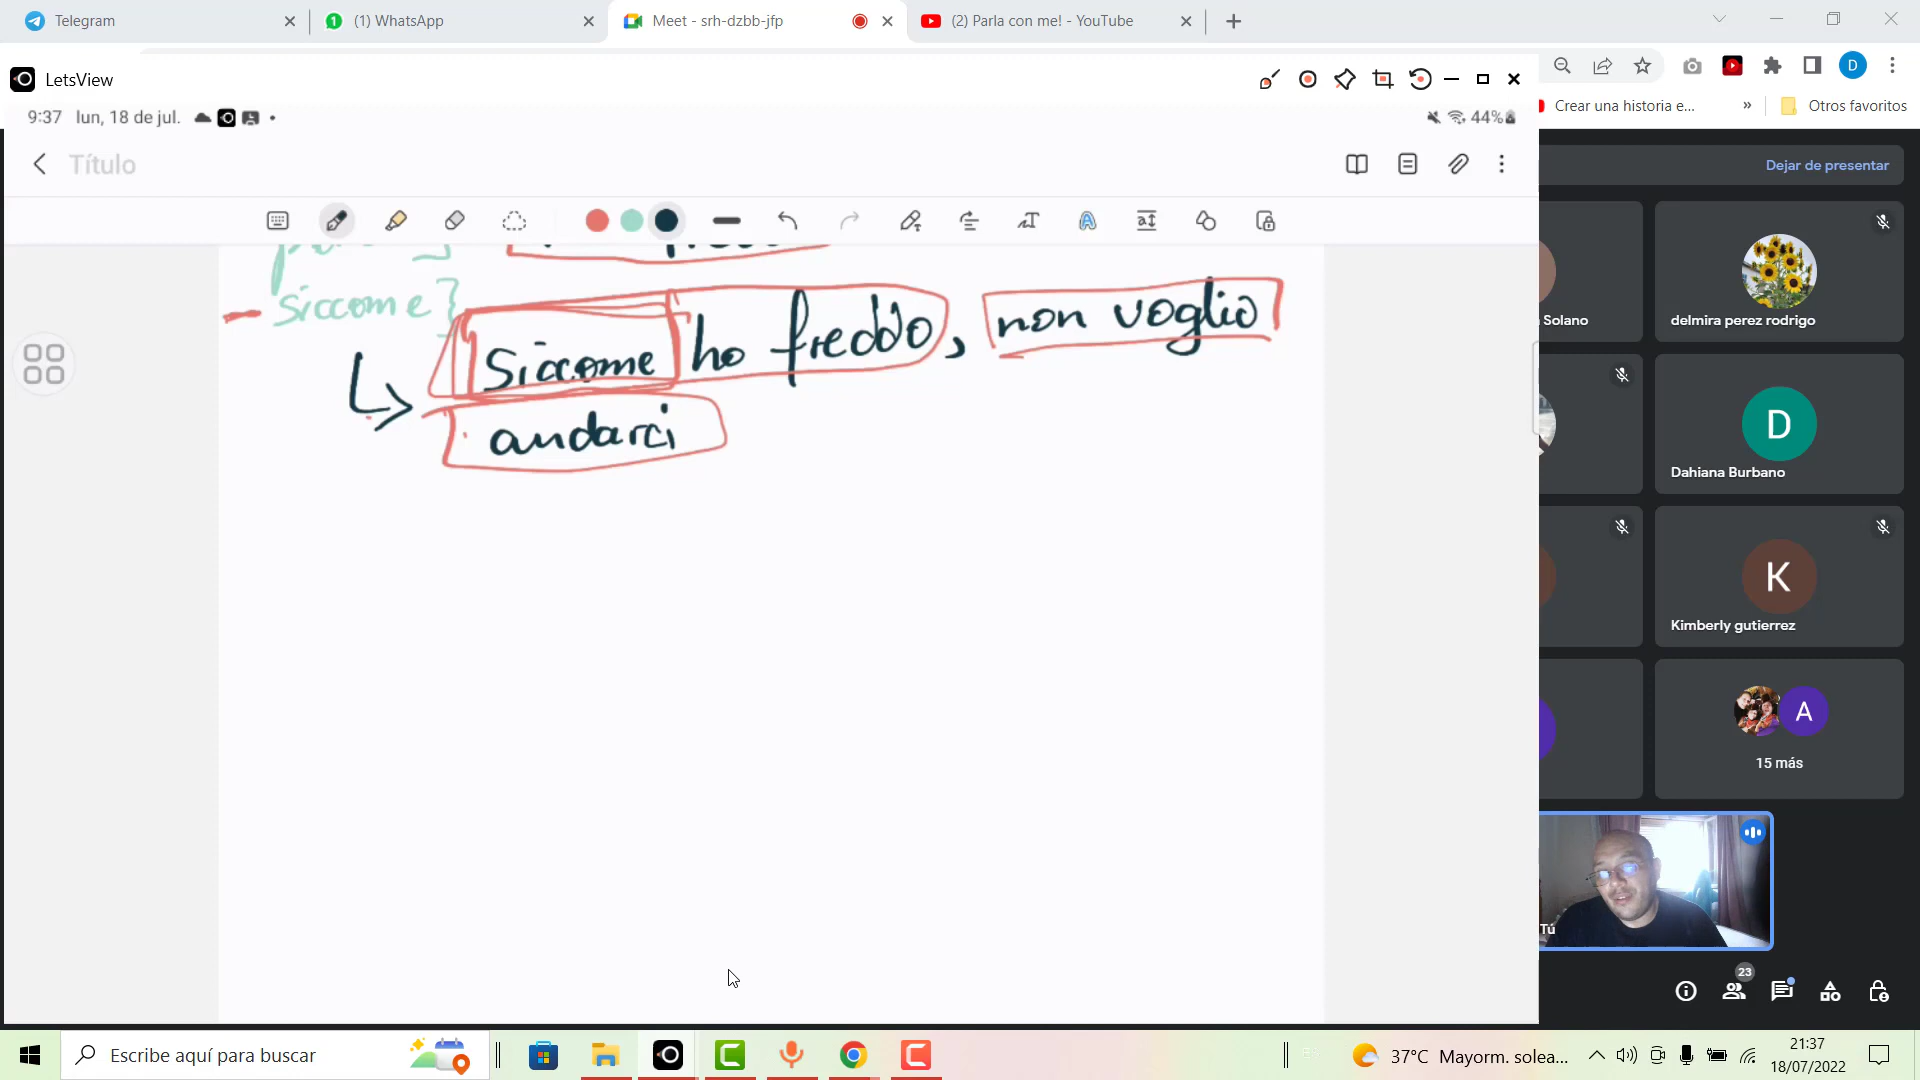 Telegram
(1) WhatsApp
Meet - srh-dzbb-jfp
(2) Parla con me! - YouTube
LetsView
D
Crear una historia e...
»
Otros favoritos
9:37 lun, 18 de jul.
44%
Título
Dejar de presentar
- siccome}
Siccome ho freddo, non voglio
andarci
Solano
delmira perez rodrigo
D
Dahiana Burbano
K
Kimberly gutierrez
A
15 más
Tú
23
Escribe aquí para buscar
37°C Mayorm. solea...
21:37
18/07/2022